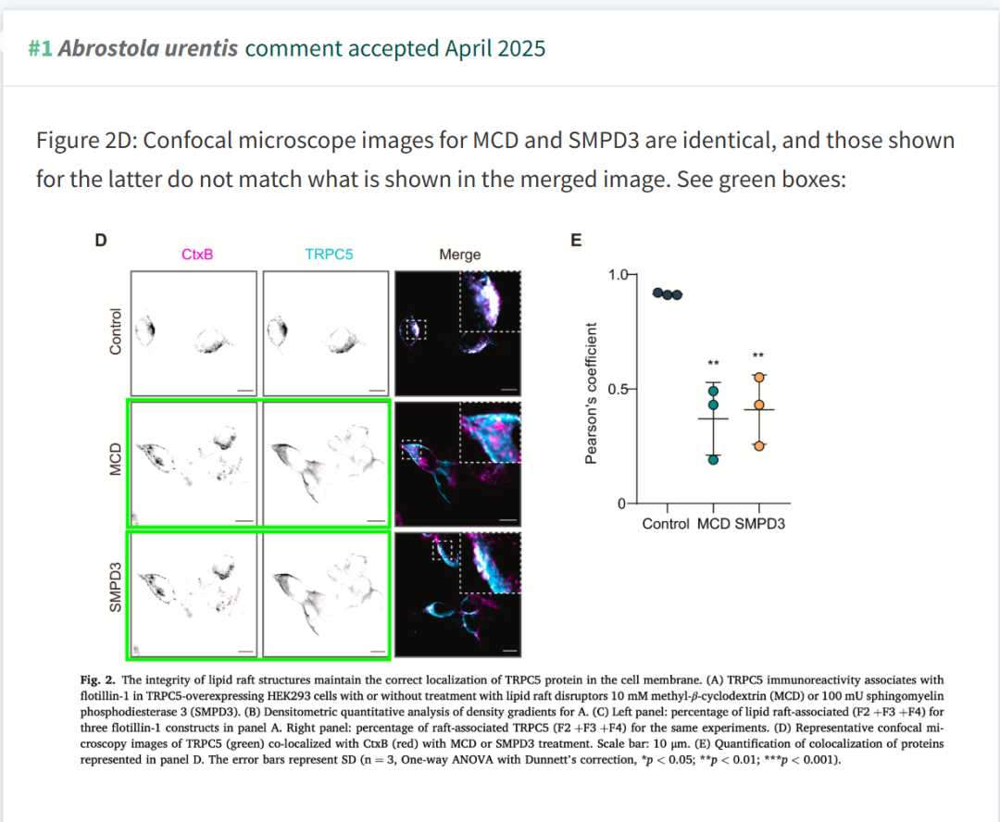 #1 Abrostola urentis comment accepted April 2025
Figure 2D: Confocal microscope images for MCD and SMPD3 are identical, and those shown
for the latter do not match what is shown in the merged image. See green boxes:
D
CtxB
TRPC5
Merge
Control
MCD
SMPD3
E
Pearson's coefficient
1.0
0.5
0
**
**
Control MCD SMPD3
Fig. 2. The integrity of lipid raft structures maintain the correct localization of TRPC5 protein in the cell membrane. (A) TRPC5 immunoreactivity associates with
flotillin-1 in TRPC5-overexpressing HEK293 cells with or without treatment with lipid raft disruptors 10 mM methyl-β-cyclodextrin (MCD) or 100 mU sphingomyelin
phosphodiesterase 3 (SMPD3). (B) Densitometric quantitative analysis of density gradients for A. (C) Left panel: percentage of lipid raft-associated (F2 +F3 +F4) for
three flotillin-1 constructs in panel A. Right panel: percentage of raft-associated TRPC5 (F2 +F3 +F4) for the same experiments. (D) Representative confocal mi-
croscopy images of TRPC5 (green) co-localized with CtxB (red) with MCD or SMPD3 treatment. Scale bar: 10 μm. (E) Quantification of colocalization of proteins
represented in panel D. The error bars represent SD (n = 3, One-way ANOVA with Dunnett's correction, *p < 0.05; **p < 0.01; ***p < 0.001).